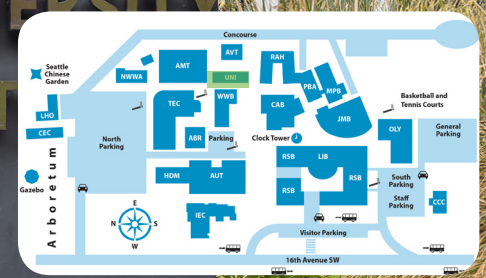 ERSITY
Concourse
Seattle
Chinese
Garden
NWWA
AMT
AVT
UNI
RAH
PBA
MPB
Basketball and
Tennis Courts
LHO
CEC
North
Parking
TEC
WWB
CAB
JMB
OLY
General
Parking
ABR
Parking
Clock Tower
Gazebo
Arboretum
HDM
AUT
RSB
LIB
RSB
RSB
South
Parking
Staff
Parking
CCC
E
N
S
W
IEC
Visitor Parking
16th Avenue SW